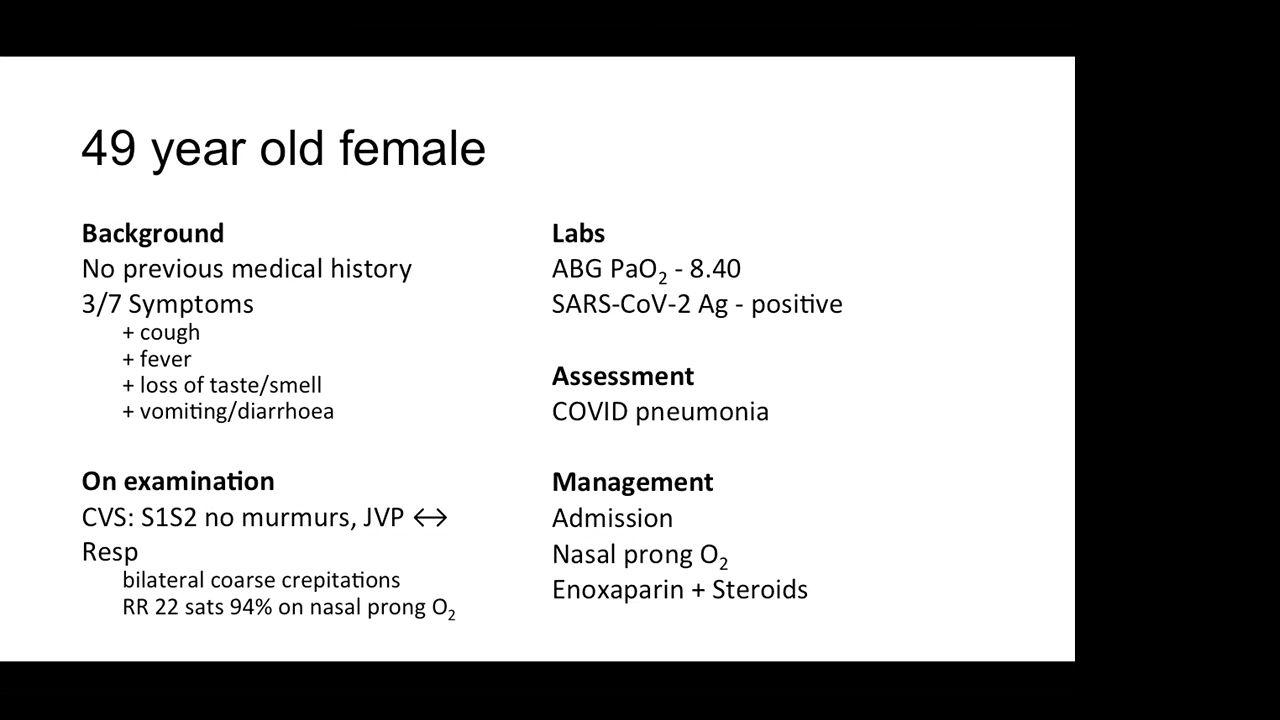 49 year old female
Background
No previous medical history
3/7 Symptoms
+ cough
+ fever
+ loss of taste/smell
+ vomiting/diarrhoea
On examination
CVS: S1S2 no murmurs, JVP ↔
Resp
bilateral coarse crepitations
RR 22 sats 94% on nasal prong O₂
Labs
ABG PaO₂ - 8.40
SARS-CoV-2 Ag - positive
Assessment
COVID pneumonia
Management
Admission
Nasal prong O₂
Enoxaparin + Steroids